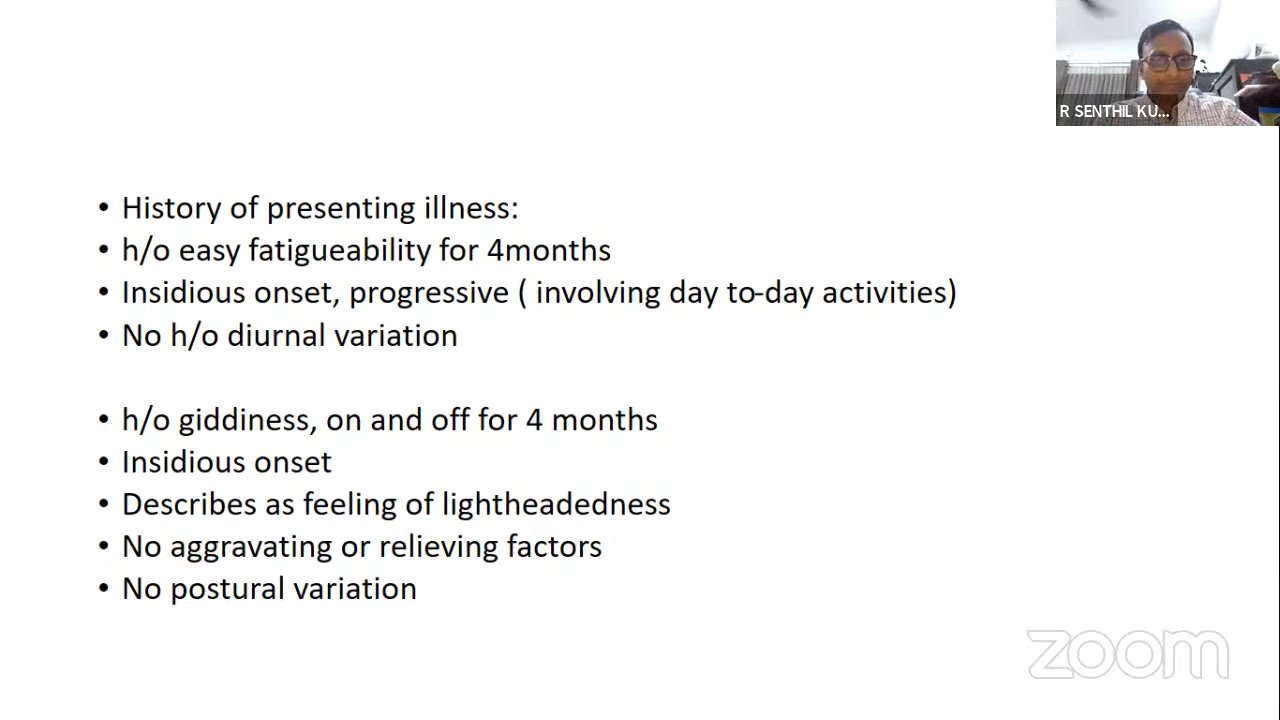 R SENTHIL KU...
• History of presenting illness:
• h/o easy fatigueability for 4months
• Insidious onset, progressive ( involving day to-day activities)
• No h/o diurnal variation
• h/o giddiness, on and off for 4 months
• Insidious onset
• Describes as feeling of lightheadedness
• No aggravating or relieving factors
• No postural variation
zoom